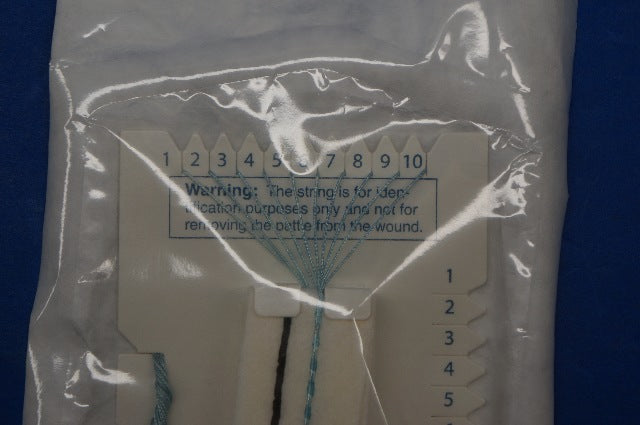 1 2 3 4 5 6 7 8 9 10
Warning: The string is for iden-
tification purposes only and not for
removing the pattie from the wound.
1
2
3
4
5